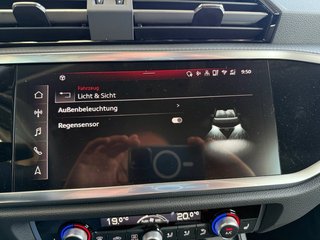 9:50
Fahrzeug
Licht & Sicht
Außenbeleuchtung
Regensensor
19.0°C
20.0°C